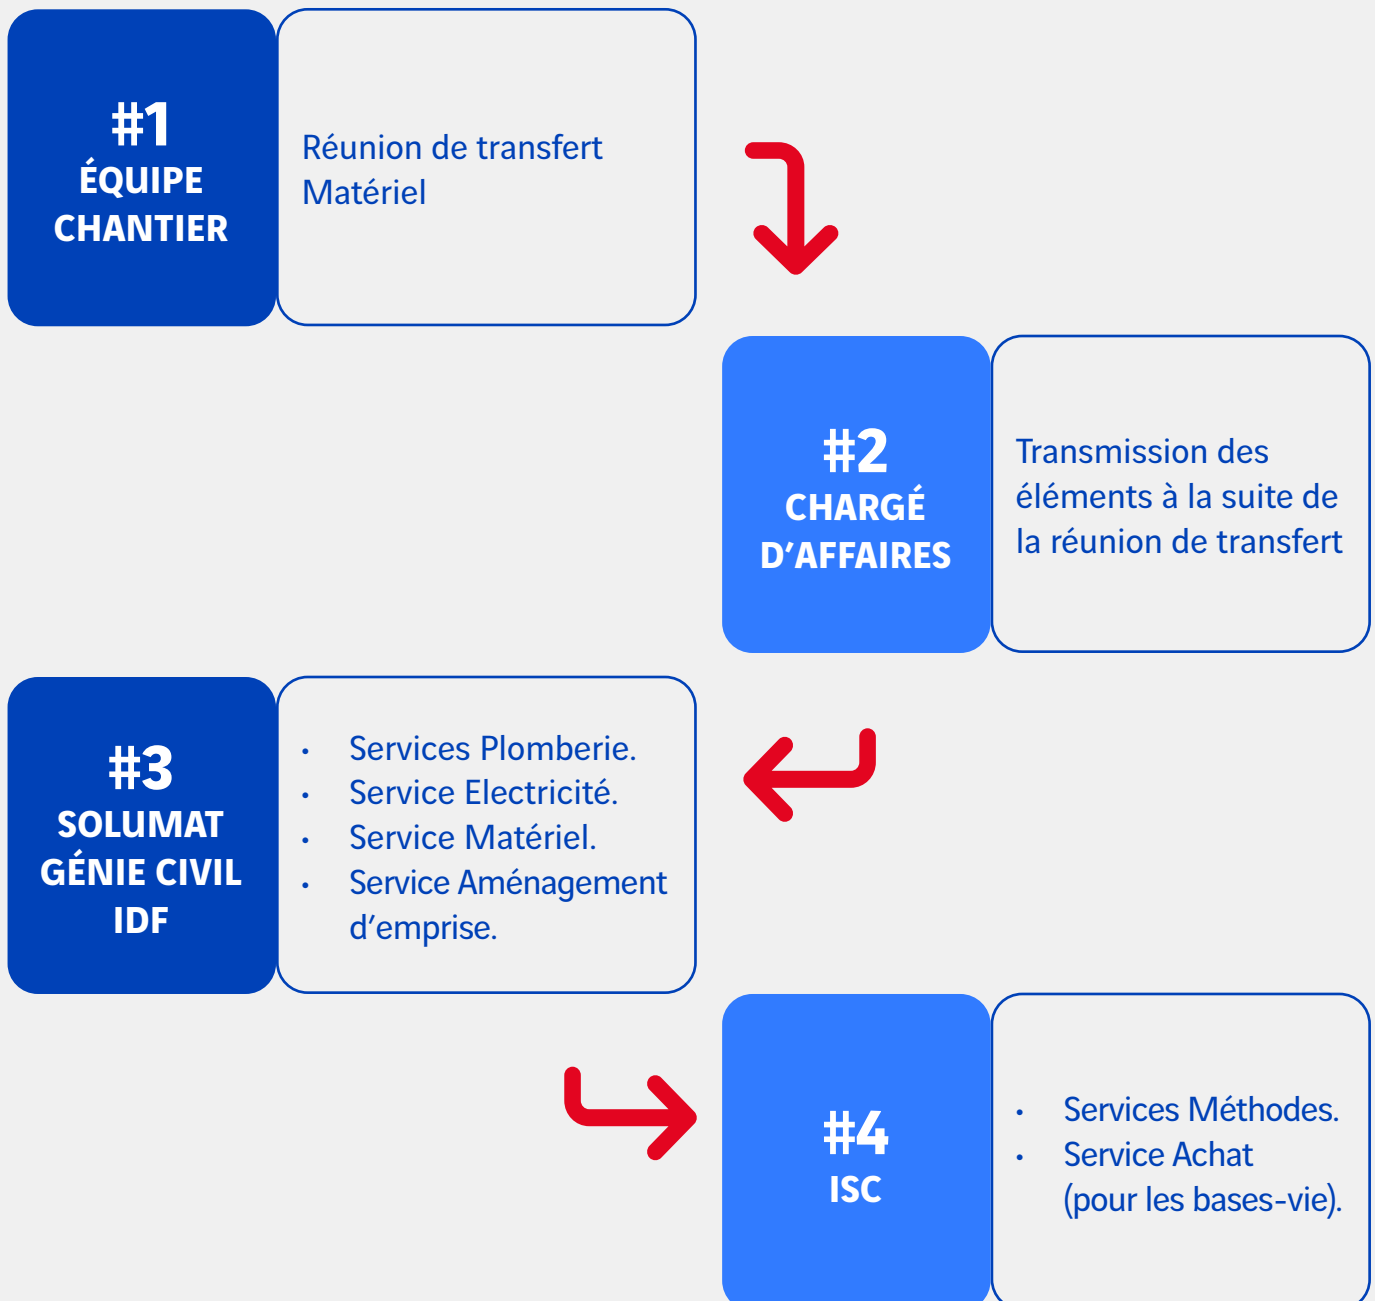 #1
ÉQUIPE
CHANTIER
Réunion de transfert
Matériel
#2
CHARGÉ
D’AFFAIRES
Transmission des
éléments à la suite de
la réunion de transfert
#3
SOLUMAT
GÉNIE CIVIL
IDF
• Services Plomberie.
• Service Electricité.
• Service Matériel.
• Service Aménagement
d’emprise.
#4
ISC
• Services Méthodes.
• Service Achat
(pour les bases-vie).